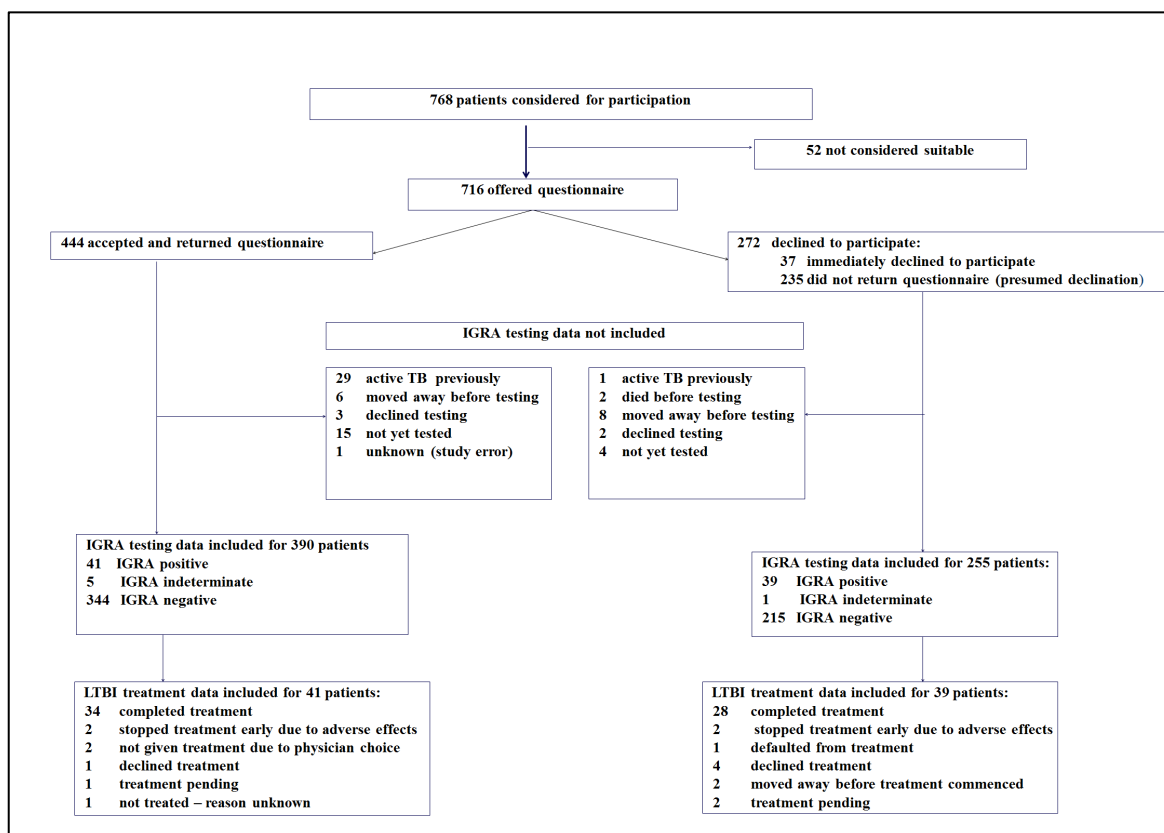 768 patients considered for participation
52 not considered suitable
716 offered questionnaire
444 accepted and returned questionnaire
272 declined to participate:
37 immediately declined to participate
235 did not return questionnaire (presumed declination)
IGRA testing data not included
29 active TB previously
6 moved away before testing
3 declined testing
15 not yet tested
1 unknown (study error)
1 active TB previously
2 died before testing
8 moved away before testing
2 declined testing
4 not yet tested
IGRA testing data included for 390 patients
41 IGRA positive
5 IGRA indeterminate
344 IGRA negative
IGRA testing data included for 255 patients:
39 IGRA positive
1 IGRA indeterminate
215 IGRA negative
LTBI treatment data included for 41 patients:
34 completed treatment
2 stopped treatment early due to adverse effects
2 not given treatment due to physician choice
1 declined treatment
1 treatment pending
1 not treated – reason unknown
LTBI treatment data included for 39 patients:
28 completed treatment
2 stopped treatment early due to adverse effects
1 defaulted from treatment
4 declined treatment
2 moved away before treatment commenced
2 treatment pending